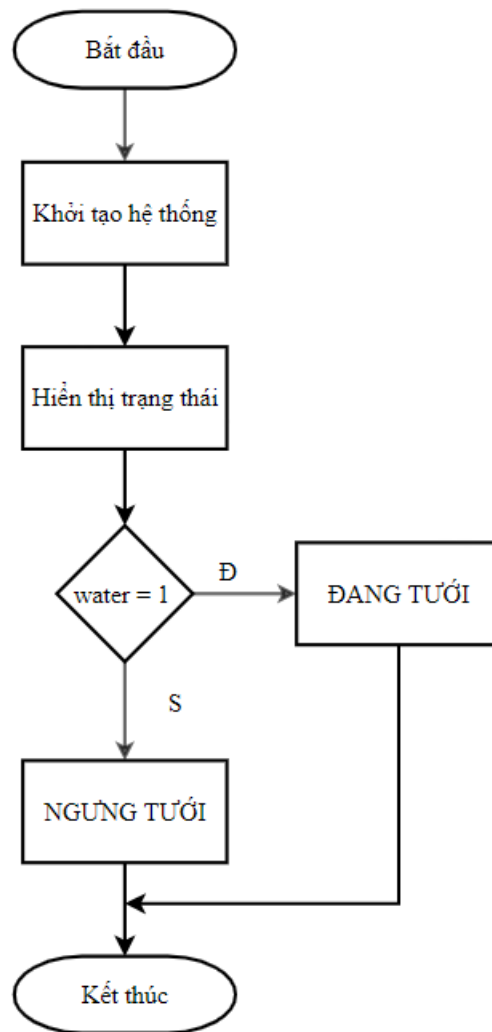 Bắt đầu
Khởi tạo hệ thống
Hiển thị trạng thái
water = 1
Đ
ĐANG TƯỚI
S
NGƯNG TƯỚI
Kết thúc